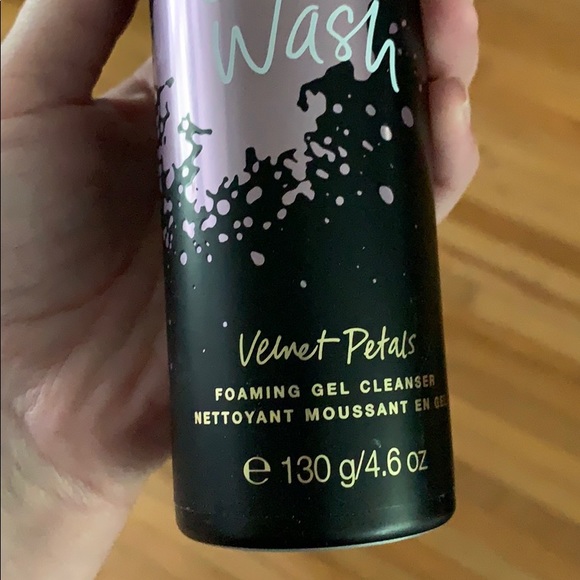 Wash
Velvet Petals
FOAMING GEL CLEANSER
NETTOYANT MOUSSANT EN GEL
℮ 130 g/4.6 oz